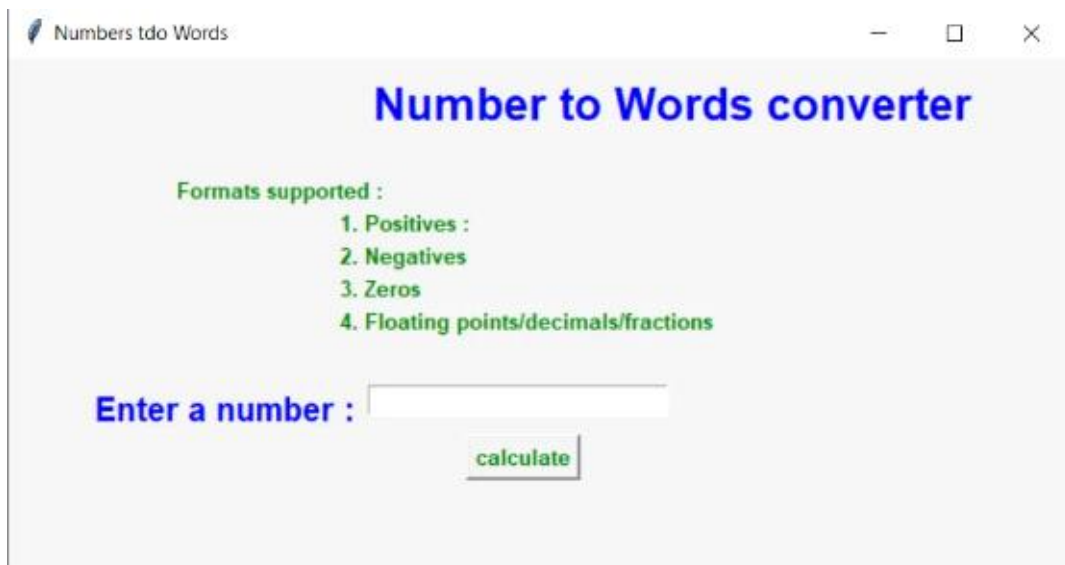 Numbers tdo Words
Number to Words converter
Formats supported :
1. Positives :
2. Negatives
3. Zeros
4. Floating points/decimals/fractions
Enter a number :
calculate